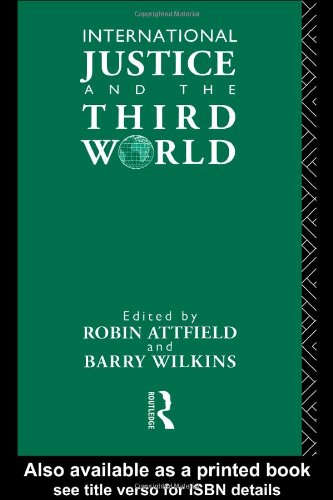 INTERNATIONAL
JUSTICE
AND THE
THIRD
WORLD
Edited by
ROBIN ATTFIELD
and
BARRY WILKINS
ROUTLEDGE
Also available as a printed book
see title verso for ISBN details